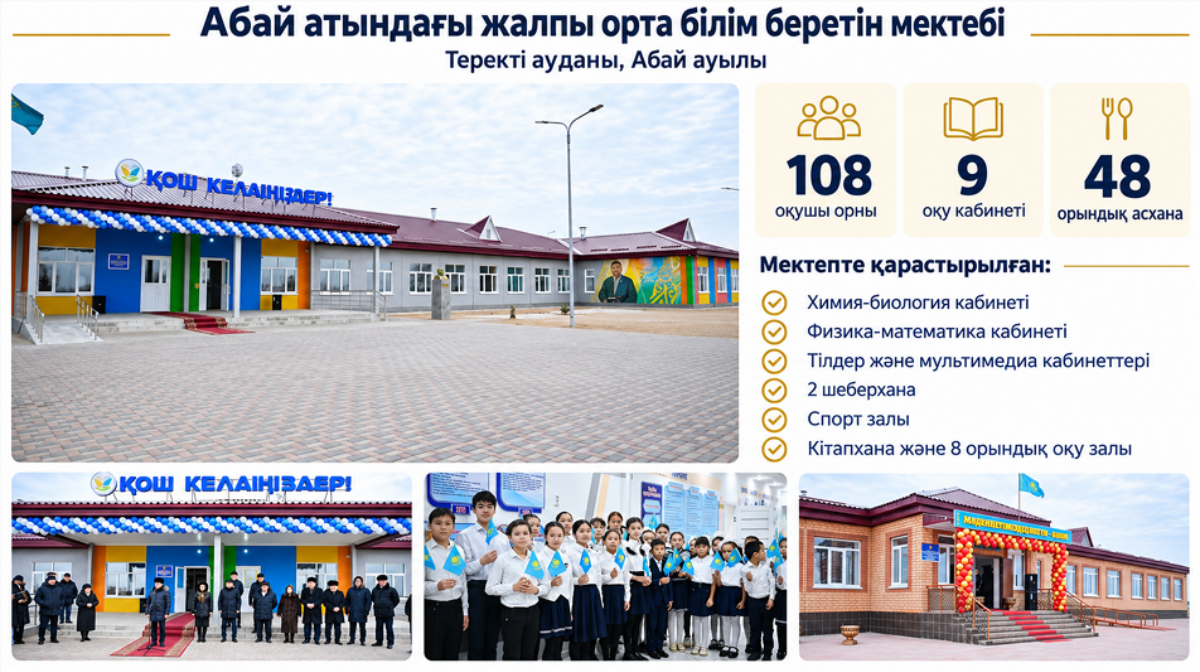 Абай атындағы жалпы орта білім беретін мектебі
Теректі ауданы, Абай ауылы
ҚОШ КЕЛАІҢІЗАЕР!
108
оқушы орны
9
оқу кабинеті
48
орындық асхана
Мектепте қарастырылған:
Химия-биология кабинеті
Физика-математика кабинеті
Тілдер және мультимедиа кабинеттері
2 шеберхана
Спорт залы
Кітапхана және 8 орындық оқу залы
ҚОШ КЕЛАІҢІЗАЕР!